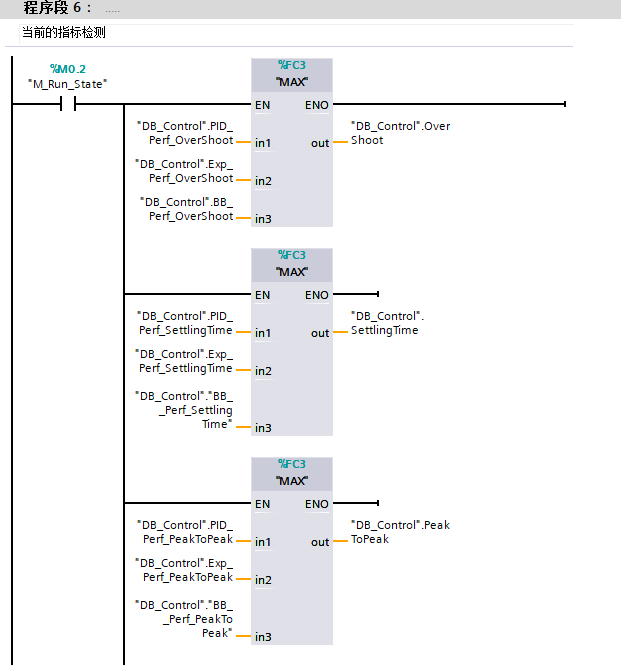 程序段 6： .....
当前的指标检测
%M0.2
"M_Run_State"
%FC3
"MAX"
EN
ENO
"DB_Control".PID_
Perf_OverShoot
in1
out
"DB_Control".Over
Shoot
"DB_Control".Exp_
Perf_OverShoot
in2
"DB_Control".BB_
Perf_OverShoot
in3
%FC3
"MAX"
EN
ENO
"DB_Control".PID_
Perf_SettlingTime
in1
out
"DB_Control".
SettlingTime
"DB_Control".Exp_
Perf_SettlingTime
in2
"DB_Control"."BB_
_Perf_Settling
Time"
in3
%FC3
"MAX"
EN
ENO
"DB_Control".PID_
Perf_PeakToPeak
in1
out
"DB_Control".Peak
ToPeak
"DB_Control".Exp_
Perf_PeakToPeak
in2
"DB_Control"."BB_
_Perf_PeakTo
Peak"
in3